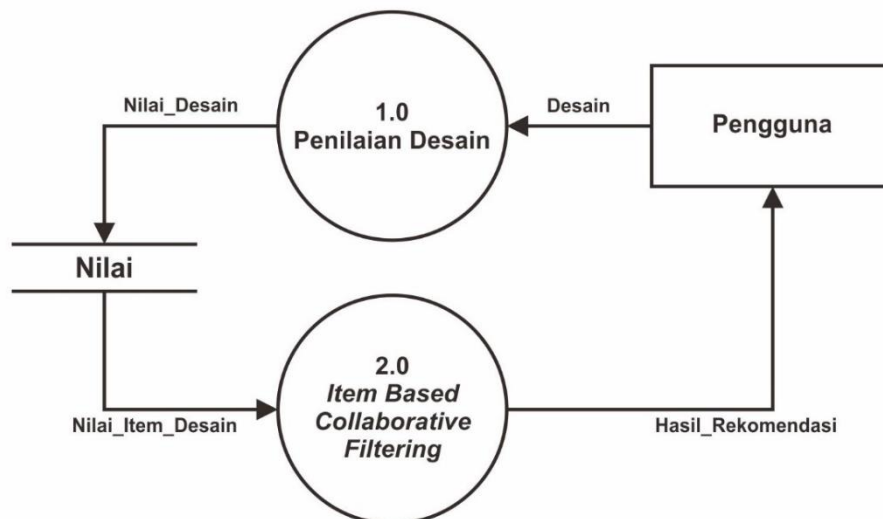 Nilai_Desain
1.0
Penilaian Desain
Desain
Pengguna
Nilai
Nilai_Item_Desain
2.0
Item Based
Collaborative
Filtering
Hasil_Rekomendasi